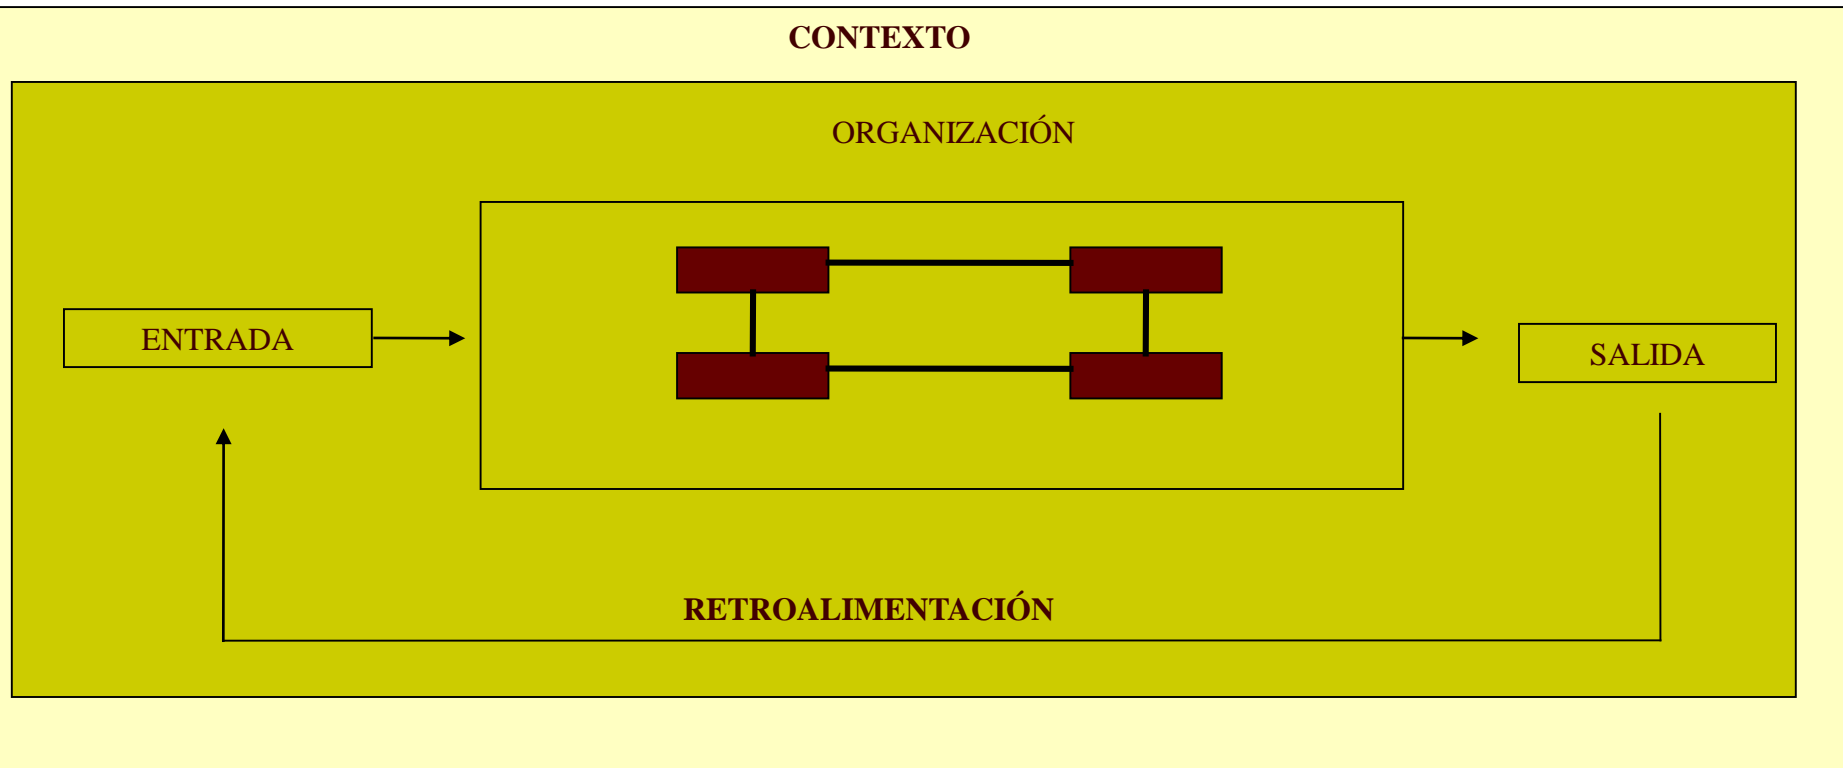 CONTEXTO
ORGANIZACIÓN
ENTRADA
SALIDA
RETROALIMENTACIÓN